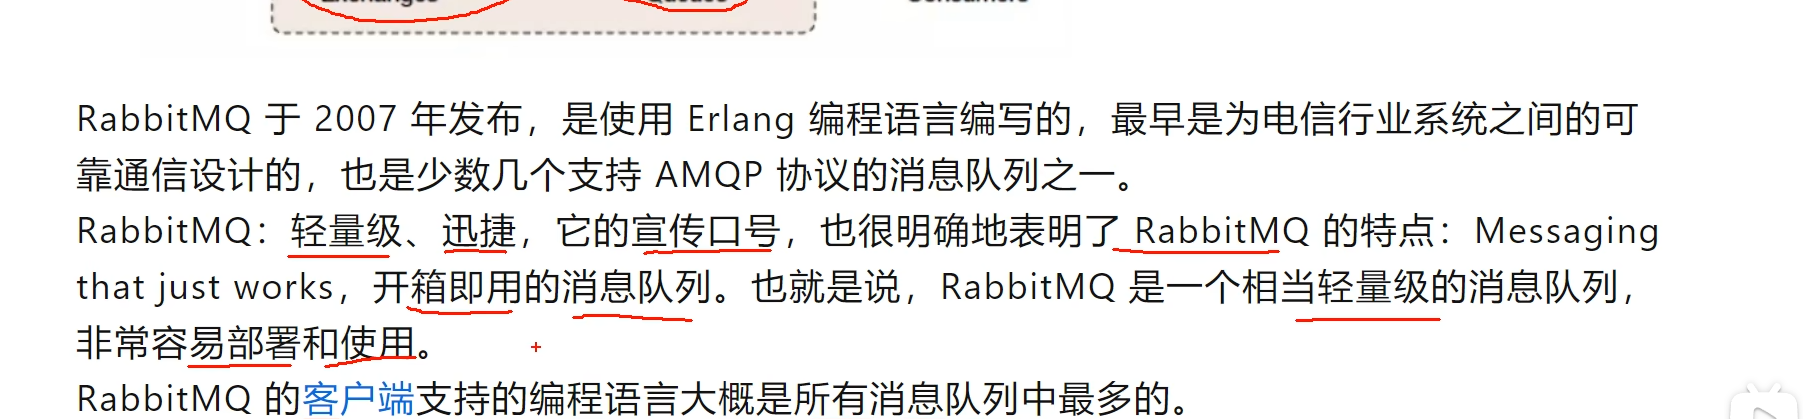 RabbitMQ 于 2007 年发布，是使用 Erlang 编程语言编写的，最早是为电信行业系统之间的可
靠通信设计的，也是少数几个支持 AMQP 协议的消息队列之一。
RabbitMQ：轻量级、迅捷，它的宣传口号，也很明确地表明了 RabbitMQ 的特点：Messaging
that just works，开箱即用的消息队列。也就是说，RabbitMQ 是一个相当轻量级的消息队列，
非常容易部署和使用。
RabbitMQ 的客户端支持的编程语言大概是所有消息队列中最多的。